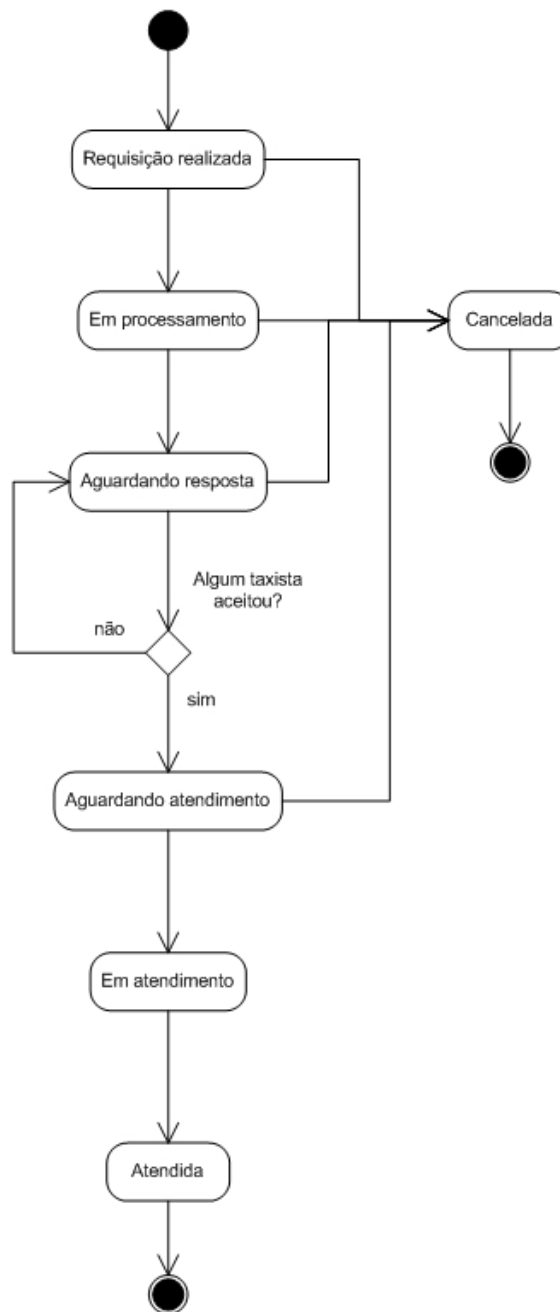 Requisição realizada
Em processamento
Cancelada
Aguardando resposta
Algum taxista
aceitou?
não
sim
Aguardando atendimento
Em atendimento
Atendida